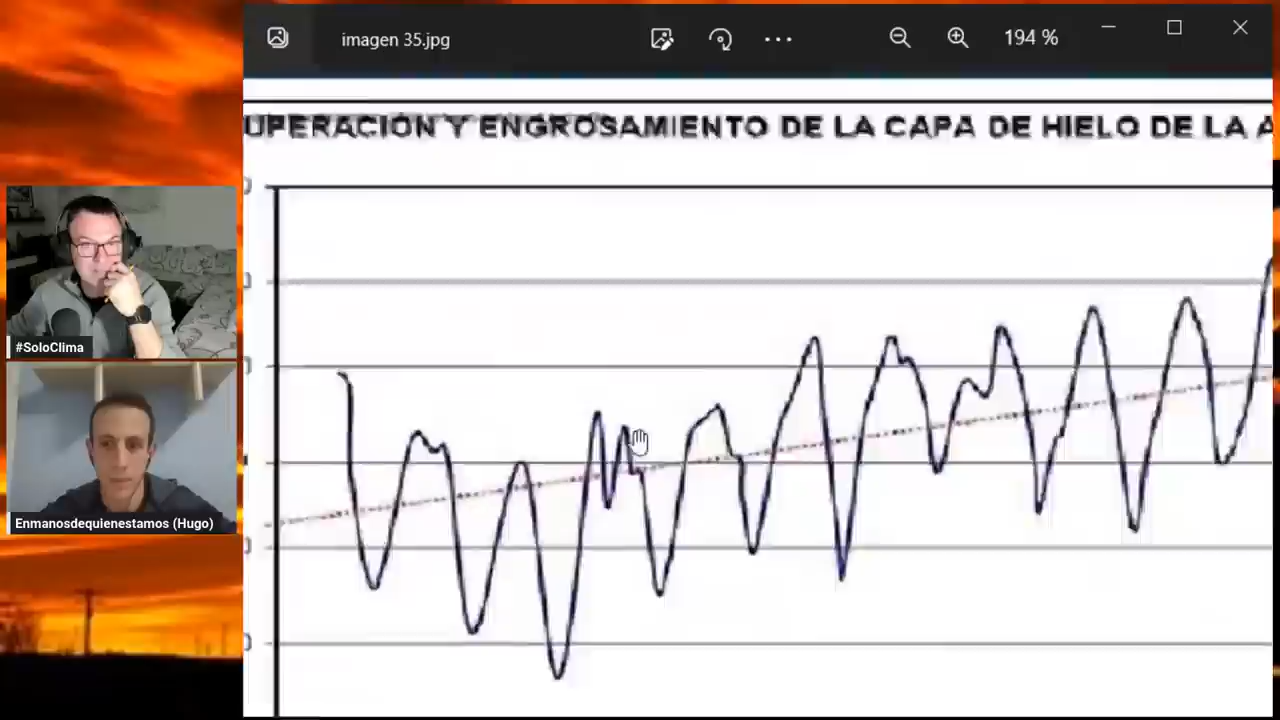 imagen 35.jpg
194 %
UPERACIÓN Y ENGROSAMIENTO DE LA CAPA DE HIELO DE LA A
#SoloClima
Enmanosdequienestamos (Hugo)